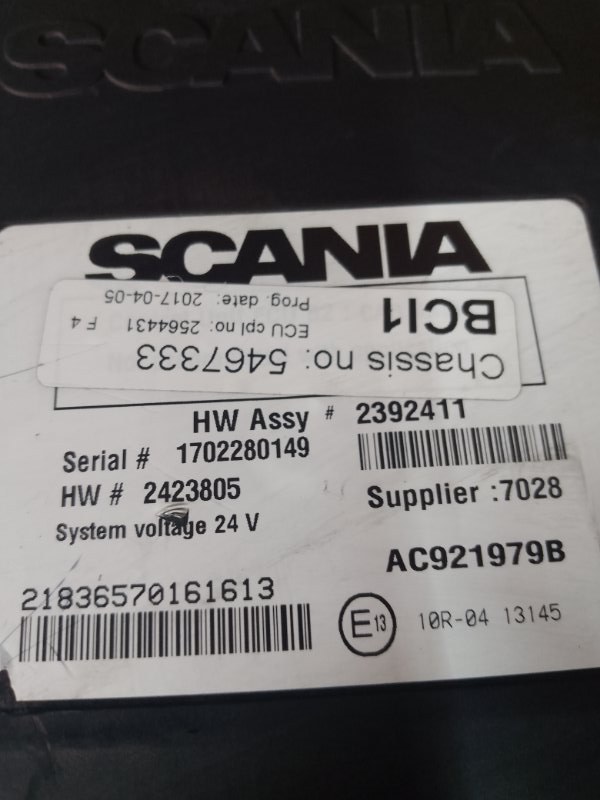 SCANIA
SCANIA
BCI1
Chassis no: 5467333
ECU cpl no: 2564431 F 4
Prog. date: 2017-04-05
HW Assy # 2392411
Serial # 1702280149
HW # 2423805
Supplier :7028
System voltage 24 V
AC921979B
21836570161613
E13 10R-04 13145